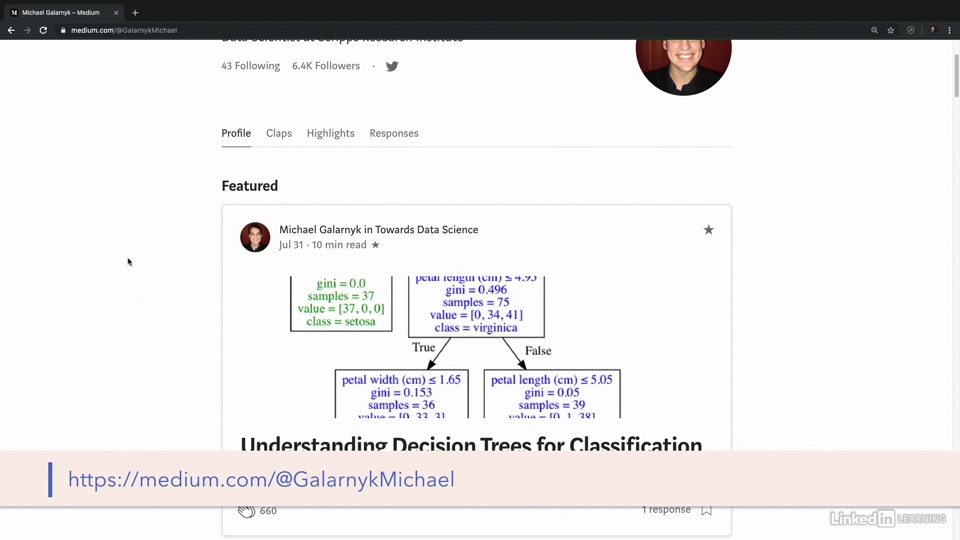 Michael Galarnyk – Medium
medium.com/@GalarnykMichael
Data Scientist at Scripps Research Institute
43 Following 6.4K Followers ·
Profile Claps Highlights Responses
Featured
Michael Galarnyk in Towards Data Science
Jul 31 · 10 min read ★
petal length (cm) ≤ 4.95
gini = 0.0
samples = 37
value = [37, 0, 0]
class = setosa
gini = 0.496
samples = 75
value = [0, 34, 41]
class = virginica
True
False
petal width (cm) ≤ 1.65
gini = 0.153
samples = 36
value = [0, 33, 3]
petal length (cm) ≤ 5.05
gini = 0.05
samples = 39
value = [0, 1, 38]
Understanding Decision Trees for Classification
https://medium.com/@GalarnykMichael
660
1 response
LinkedIn LEARNING